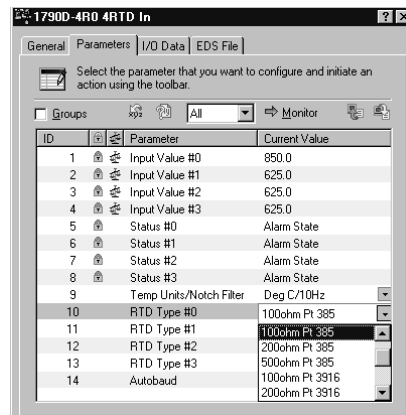 1790D-4R0 4RTD In
General Parameters I/O Data EDS File
Select the parameter that you want to configure and initiate an
action using the toolbar.
Groups All Monitor
ID Parameter Current Value
1 Input Value #0 850.0
2 Input Value #1 625.0
3 Input Value #2 625.0
4 Input Value #3 625.0
5 Status #0 Alarm State
6 Status #1 Alarm State
7 Status #2 Alarm State
8 Status #3 Alarm State
9 Temp Units/Notch Filter Deg C/10Hz
10 RTD Type #0 100ohm Pt 385
11 RTD Type #1 100ohm Pt 385
12 RTD Type #2 200ohm Pt 385
13 RTD Type #3 500ohm Pt 385
14 Autobaud 100ohm Pt 3916
200ohm Pt 3916